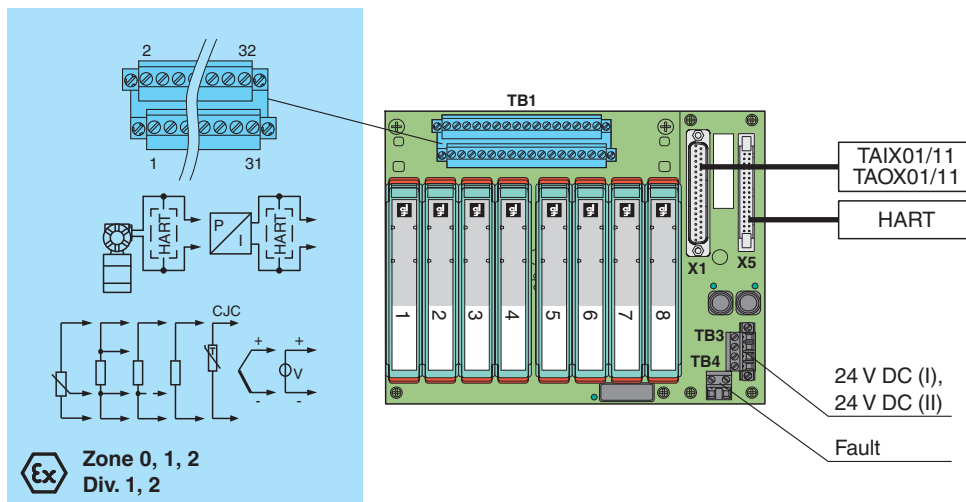 2 32
1 31
TB1
HART
P
I
HART
CJC
T
+
-
+
V
-
Ex
Zone 0, 1, 2
Div. 1, 2
1
2
3
4
5
6
7
8
X1
X5
TB3
TB4
TAIX01/11
TAOX01/11
HART
24 V DC (I),
24 V DC (II)
Fault